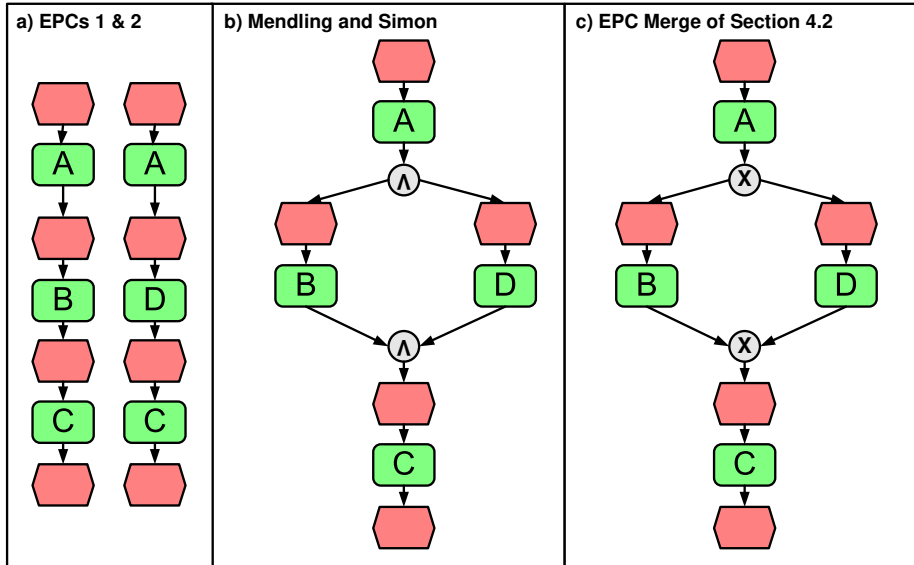 a) EPCs 1 & 2
A
A
B
D
C
C
b) Mendling and Simon
A
∧
B
D
∧
C
c) EPC Merge of Section 4.2
A
X
B
D
X
C